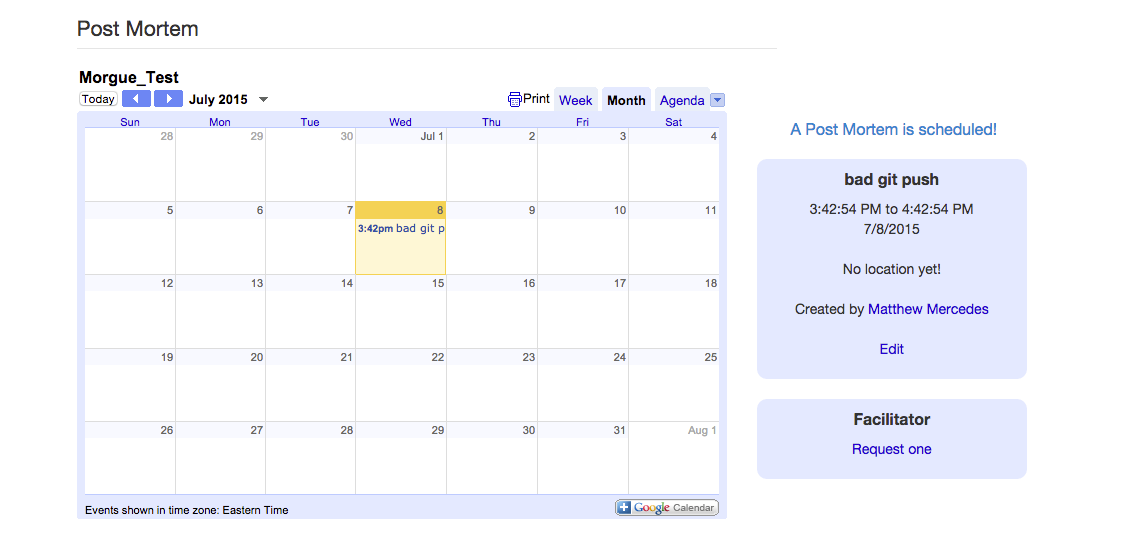 Post Mortem
Morgue_Test
Today July 2015 Print Week Month Agenda
Sun Mon Tue Wed Thu Fri Sat
28 29 30 Jul 1 2 3 4
5 6 7 8 9 10 11
3:42pm bad git p
12 13 14 15 16 17 18
19 20 21 22 23 24 25
26 27 28 29 30 31 Aug 1
Events shown in time zone: Eastern Time
Google Calendar
A Post Mortem is scheduled!
bad git push
3:42:54 PM to 4:42:54 PM
7/8/2015
No location yet!
Created by Matthew Mercedes
Edit
Facilitator
Request one